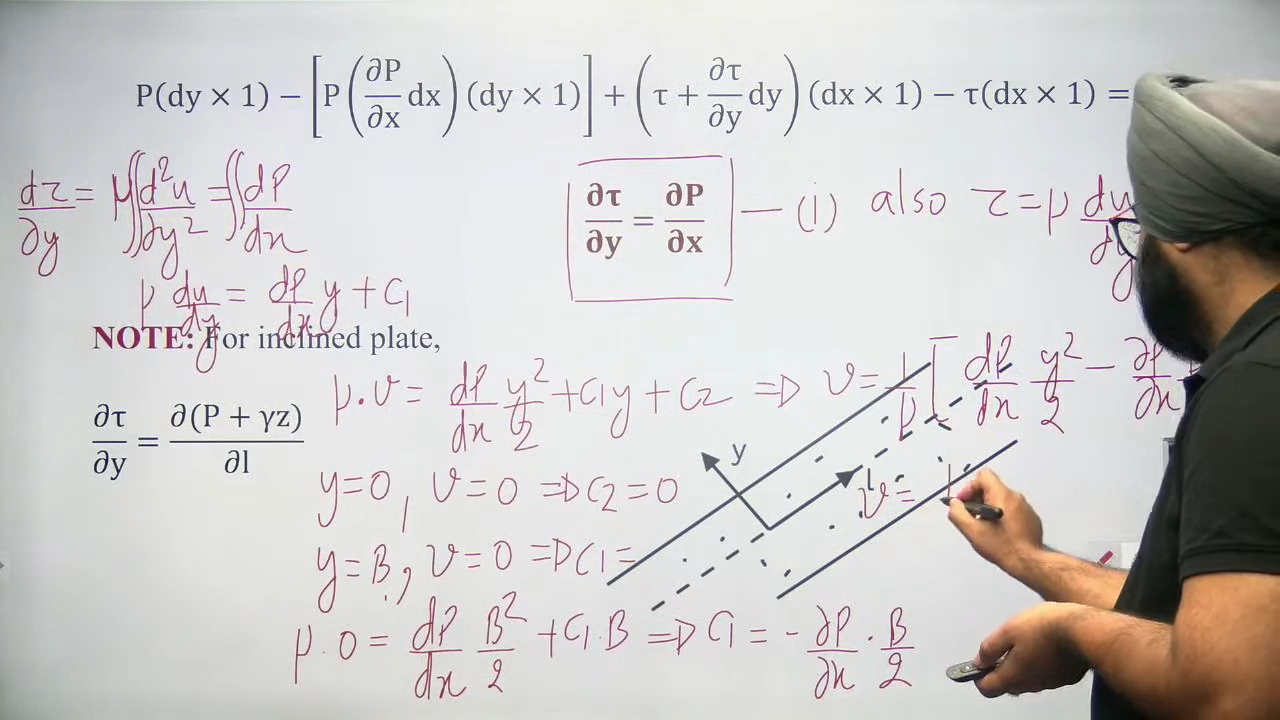 P(dy × 1) − [P(∂P/∂x dx)(dy × 1)] + (τ + ∂τ/∂y dy)(dx × 1) − τ(dx × 1) =
dτ/∂y = μ∫∫d²u/∂y² = ∫∫dP/dx
∂τ/∂y = ∂P/∂x — (i) also τ = μ du/dy
μ du/dy = dP/dx y + C1
NOTE: For inclined plate,
μ.v = dP/dx y²/2 + C1y + C2 ⇒ v = 1/μ [dP/dx y²/2 − ∂P/∂x
∂τ/∂y = ∂(P + γz)/∂l
y
l
y=0, v=0 ⇒ C2=0
v = 1
y=B, v=0 ⇒ C1=
μ.0 = dP/dx B²/2 + C1.B ⇒ C1 = -∂P/∂x . B/2